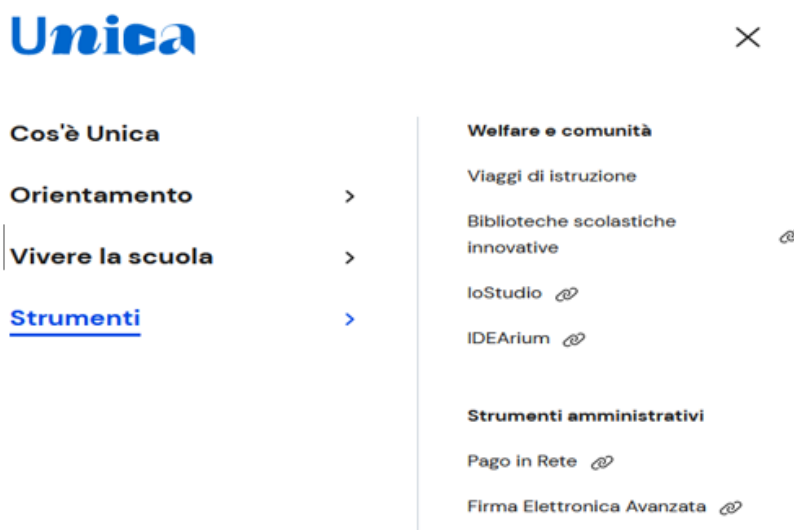 Unica
Cos'è Unica
Orientamento
Vivere la scuola
Strumenti
Welfare e comunità
Viaggi di istruzione
Biblioteche scolastiche
innovative
IoStudio
IDEArium
Strumenti amministrativi
Pago in Rete
Firma Elettronica Avanzata